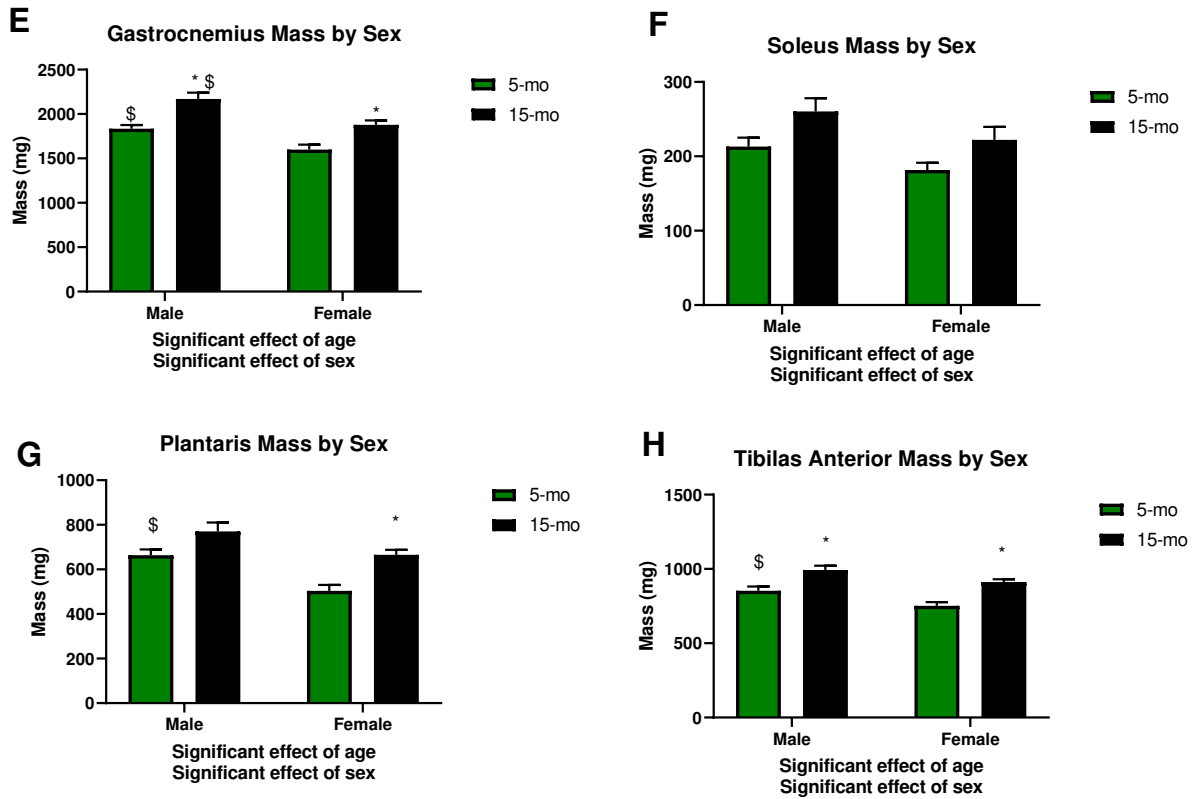 E
Gastrocnemius Mass by Sex
Mass (mg)
2500
2000
1500
1000
500
0
$
* $
*
5-mo
15-mo
Male
Female
Significant effect of age
Significant effect of sex
F
Soleus Mass by Sex
Mass (mg)
300
200
100
0
5-mo
15-mo
Male
Female
Significant effect of age
Significant effect of sex
G
Plantaris Mass by Sex
Mass (mg)
1000
800
600
400
200
0
$
*
5-mo
15-mo
Male
Female
Significant effect of age
Significant effect of sex
H
Tibilas Anterior Mass by Sex
Mass (mg)
1500
1000
500
0
$
*
*
5-mo
15-mo
Male
Female
Significant effect of age
Significant effect of sex